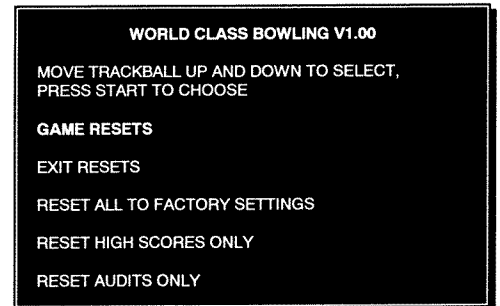 WORLD CLASS BOWLING V1.00
MOVE TRACKBALL UP AND DOWN TO SELECT,
PRESS START TO CHOOSE
GAME RESETS
EXIT RESETS
RESET ALL TO FACTORY SETTINGS
RESET HIGH SCORES ONLY
RESET AUDITS ONLY